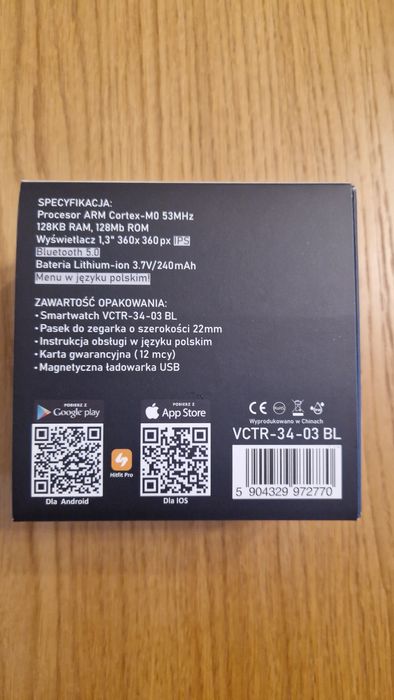 SPECYFIKACJA:
Procesor ARM Cortex-M0 53MHz
128KB RAM, 128Mb ROM
Wyświetlacz 1,3" 360x360px IPS
Bluetooth 5.0
Bateria Lithium-ion 3.7V/240mAh
Menu w języku polskim!
ZAWARTOŚĆ OPAKOWANIA:
• Smartwatch VCTR-34-03 BL
• Pasek do zegarka o szerokości 22mm
• Instrukcja obsługi w języku polskim
• Karta gwarancyjna (12 mcy)
• Magnetyczna ładowarka USB
POBIERZ Z
Google play
Dla Android
Hitfit Pro
POBIERZ Z
App Store
Dla IOS
CE
Wyprodukowano w Chinach
VCTR-34-03 BL
5 904329 972770